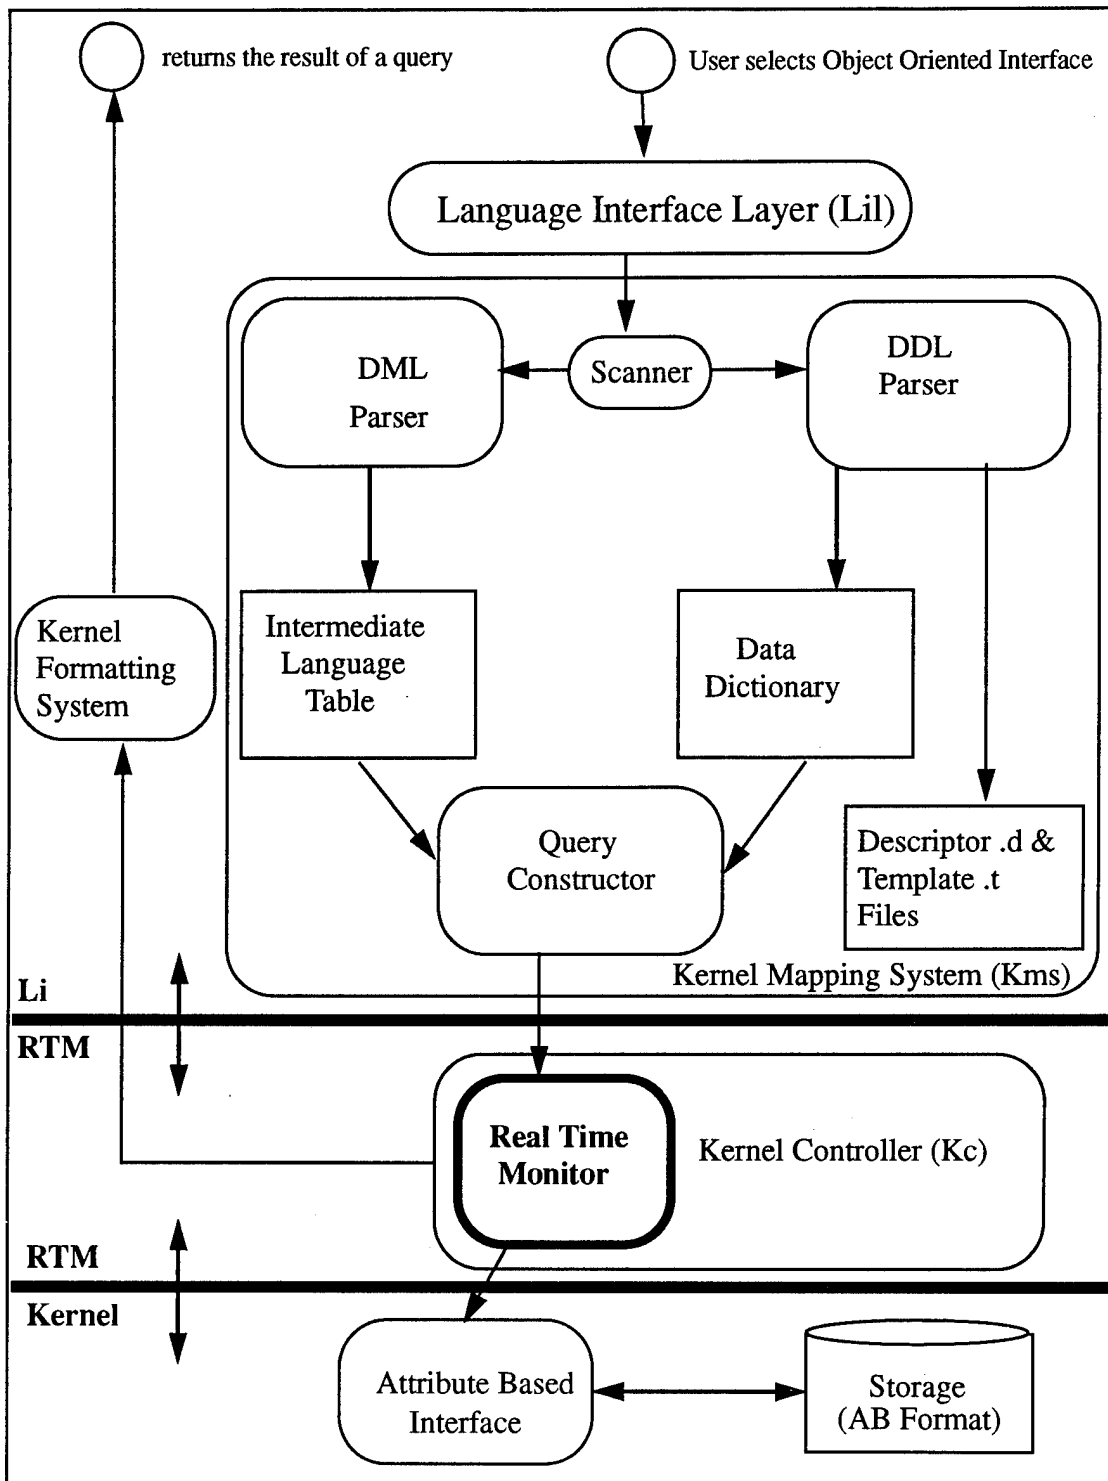 returns the result of a query
User selects Object Oriented Interface
Language Interface Layer (Lil)
DML
Parser
Scanner
DDL
Parser
Kernel
Formatting
System
Intermediate
Language
Table
Data
Dictionary
Query
Constructor
Descriptor .d &
Template .t
Files
Kernel Mapping System (Kms)
Li
RTM
Real Time
Monitor
Kernel Controller (Kc)
RTM
Kernel
Attribute Based
Interface
Storage
(AB Format)